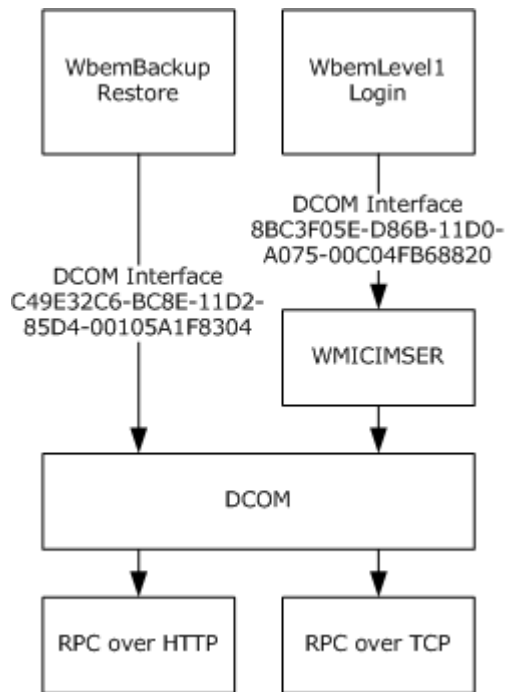 WbemBackup
Restore
WbemLevel1
Login
DCOM Interface
8BC3F05E-D86B-11D0-
A075-00C04FB68820
DCOM Interface
C49E32C6-BC8E-11D2-
85D4-00105A1F8304
WMICIMSER
DCOM
RPC over HTTP
RPC over TCP